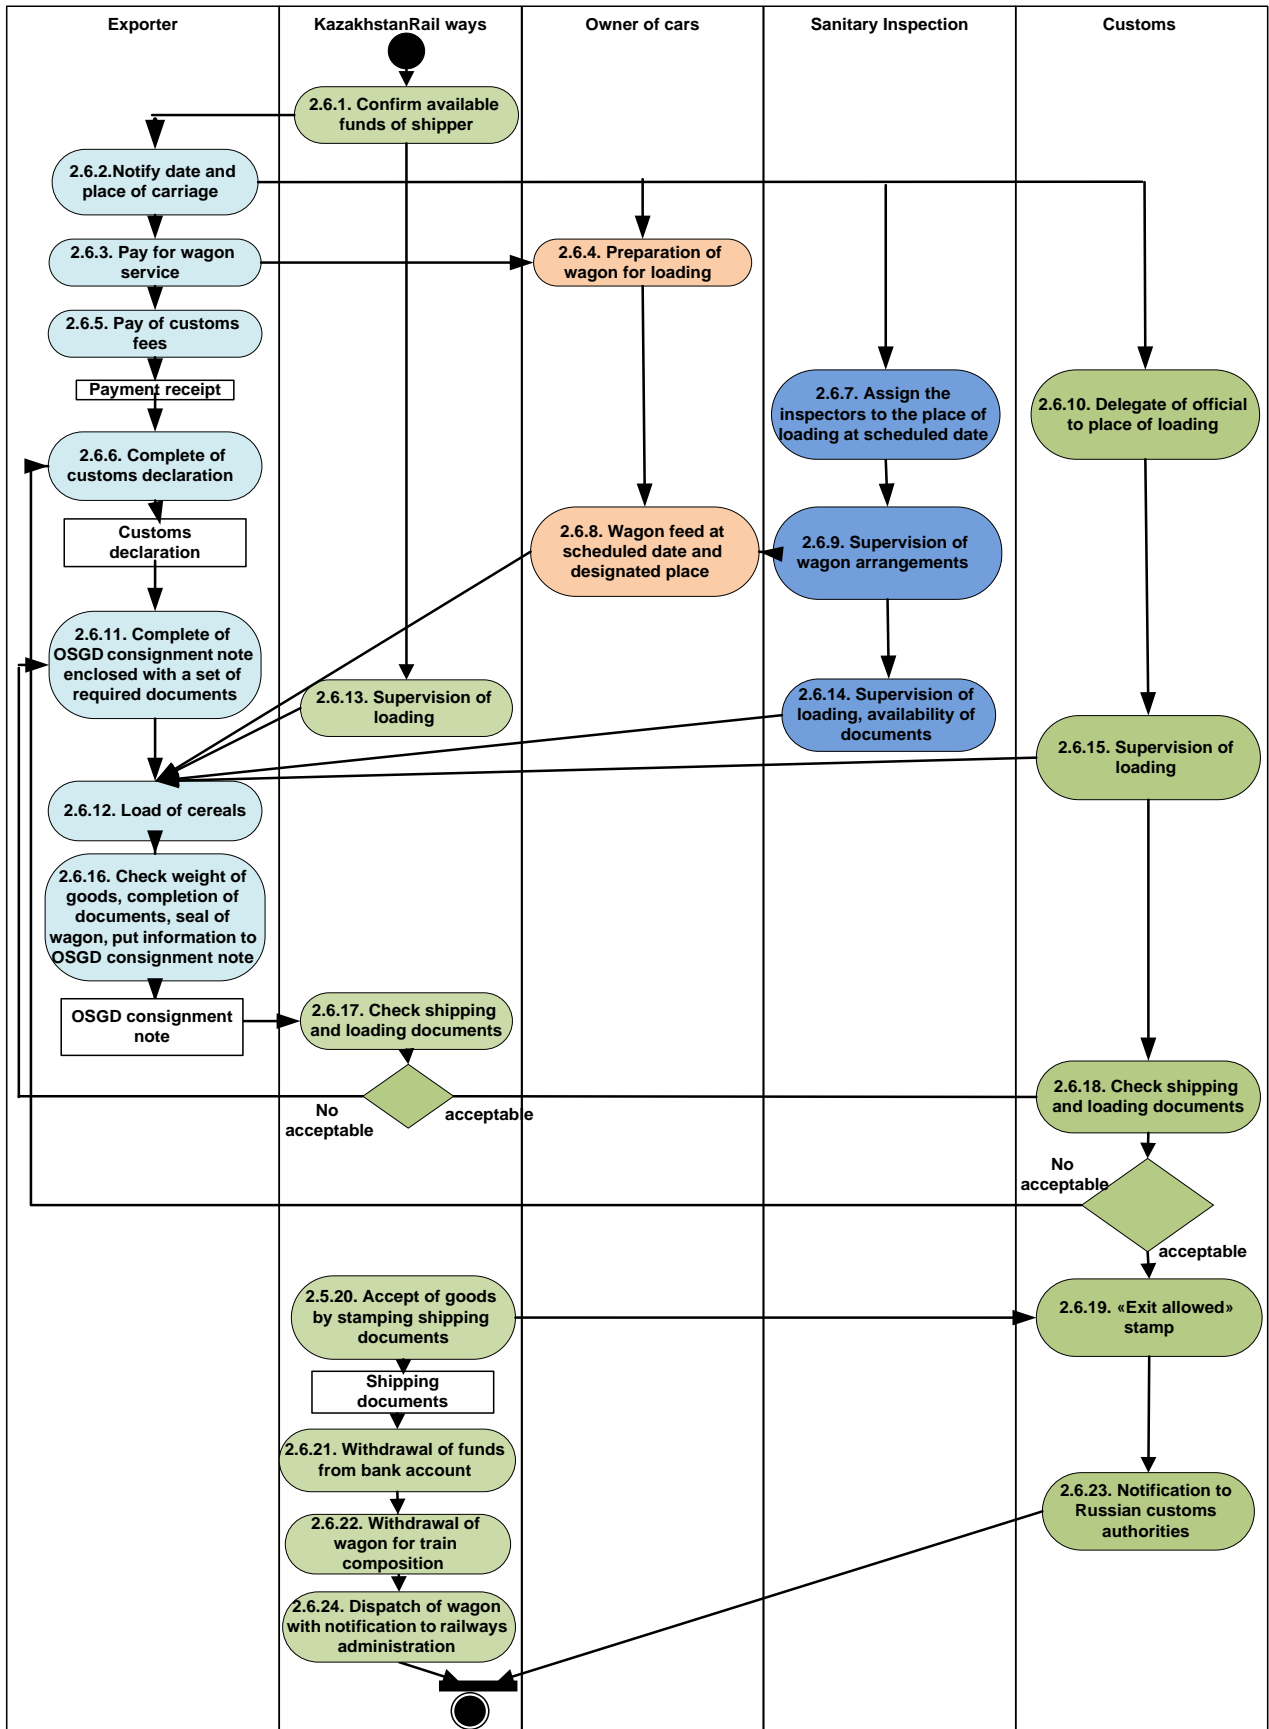 Exporter
KazakhstanRail ways
Owner of cars
Sanitary Inspection
Customs
2.6.1. Confirm available
funds of shipper
2.6.2.Notify date and
place of carriage
2.6.3. Pay for wagon
service
2.6.4. Preparation of
wagon for loading
2.6.5. Pay of customs
fees
Payment receipt
2.6.6. Complete of
customs declaration
2.6.7. Assign the
inspectors to the place of
loading at scheduled date
2.6.10. Delegate of official
to place of loading
Customs
declaration
2.6.8. Wagon feed at
scheduled date and
designated place
2.6.9. Supervision of
wagon arrangements
2.6.11. Complete of
OSGD consignment note
enclosed with a set of
required documents
2.6.13. Supervision of
loading
2.6.14. Supervision of
loading, availability of
documents
2.6.15. Supervision of
loading
2.6.12. Load of cereals
2.6.16. Check weight of
goods, completion of
documents, seal of
wagon, put information to
OSGD consignment note
OSGD consignment
note
2.6.17. Check shipping
and loading documents
2.6.18. Check shipping
and loading documents
No
acceptable
acceptable
No
acceptable
acceptable
2.5.20. Accept of goods
by stamping shipping
documents
2.6.19. «Exit allowed»
stamp
Shipping
documents
2.6.21. Withdrawal of funds
from bank account
2.6.23. Notification to
Russian customs
authorities
2.6.22. Withdrawal of
wagon for train
composition
2.6.24. Dispatch of wagon
with notification to railways
administration